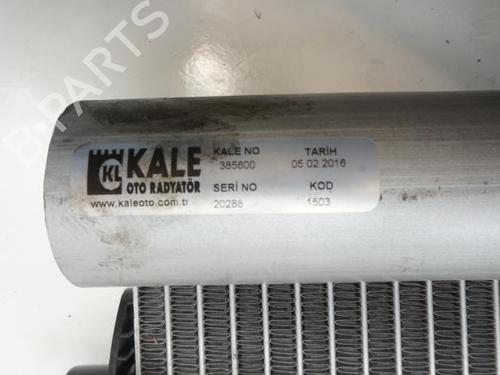 B-PARTS
KL KALE
OTO RADYATÖR
www.kaleoto.com.tr
KALE NO
385600
TARİH
05.02.2016
SERİ NO
20288
KOD
1503